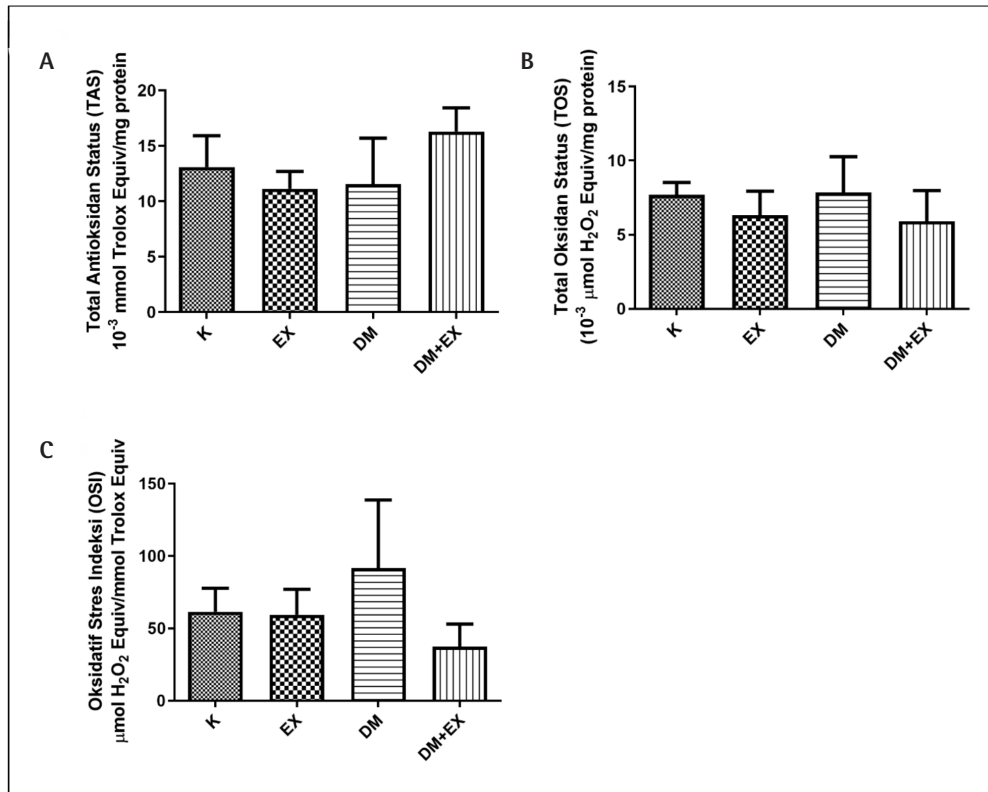 A
Total Antioksidan Status (TAS)
10⁻³ mmol Trolox Equiv/mg protein
20
15
10
5
0
K
EX
DM
DM+EX
B
Total Oksidan Status (TOS)
(10⁻³ μmol H₂O₂ Equiv/mg protein)
15
10
5
0
K
EX
DM
DM+EX
C
Oksidatif Stres Indeksi (OSI)
μmol H₂O₂ Equiv/mmol Trolox Equiv
150
100
50
0
K
EX
DM
DM+EX